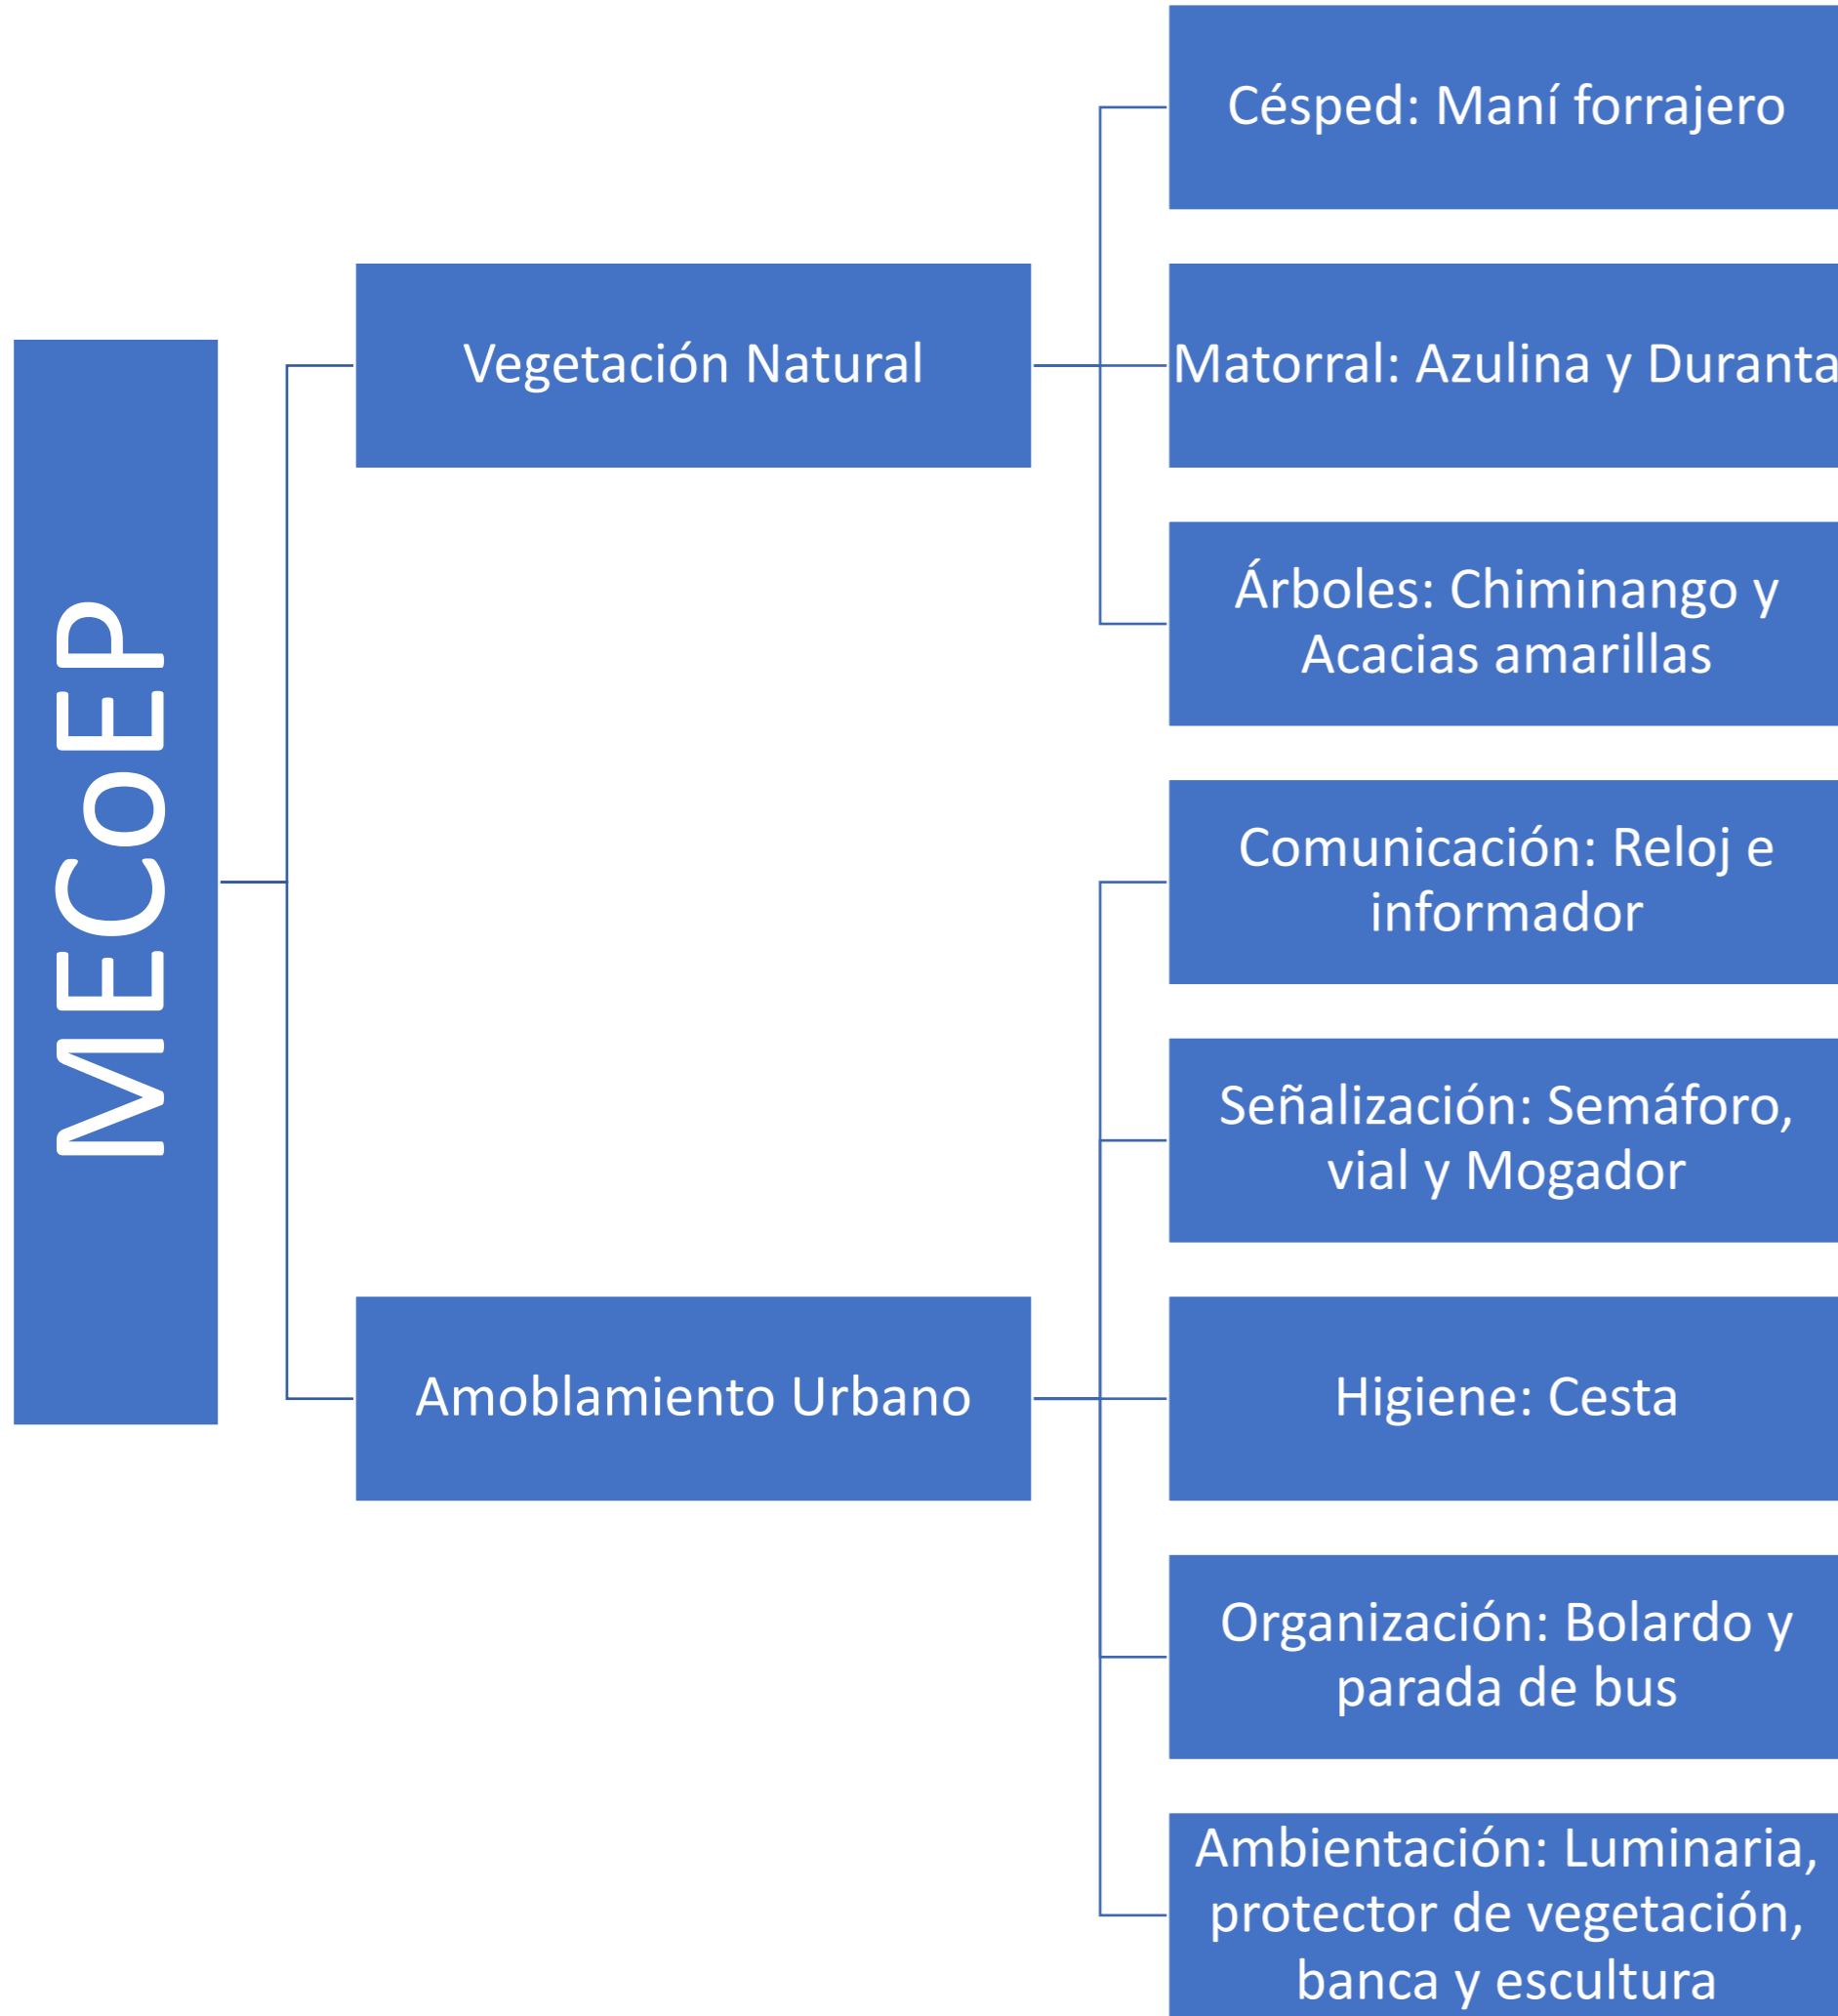 MECoEP
Vegetación Natural
Césped: Maní forrajero
Matorral: Azulina y Duranta
Árboles: Chiminango y
Acacias amarillas
Amoblamiento Urbano
Comunicación: Reloj e
informador
Señalización: Semáforo,
vial y Mogador
Higiene: Cesta
Organización: Bolardo y
parada de bus
Ambientación: Luminaria,
protector de vegetación,
banca y escultura